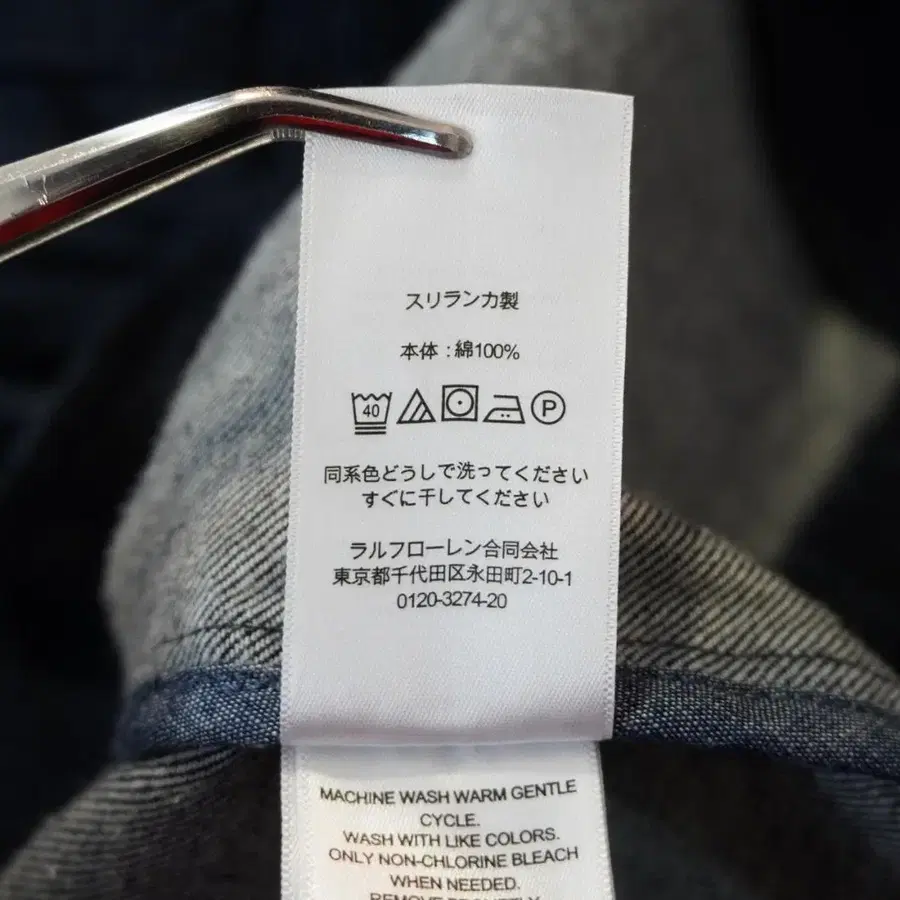 スリランカ製
本体 : 綿100%
40 P
同系色どうしで洗ってください
すぐに干してください
ラルフローレン合同会社
東京都千代田区永田町2-10-1
0120-3274-20
MACHINE WASH WARM GENTLE
CYCLE.
WASH WITH LIKE COLORS.
ONLY NON-CHLORINE BLEACH
WHEN NEEDED.